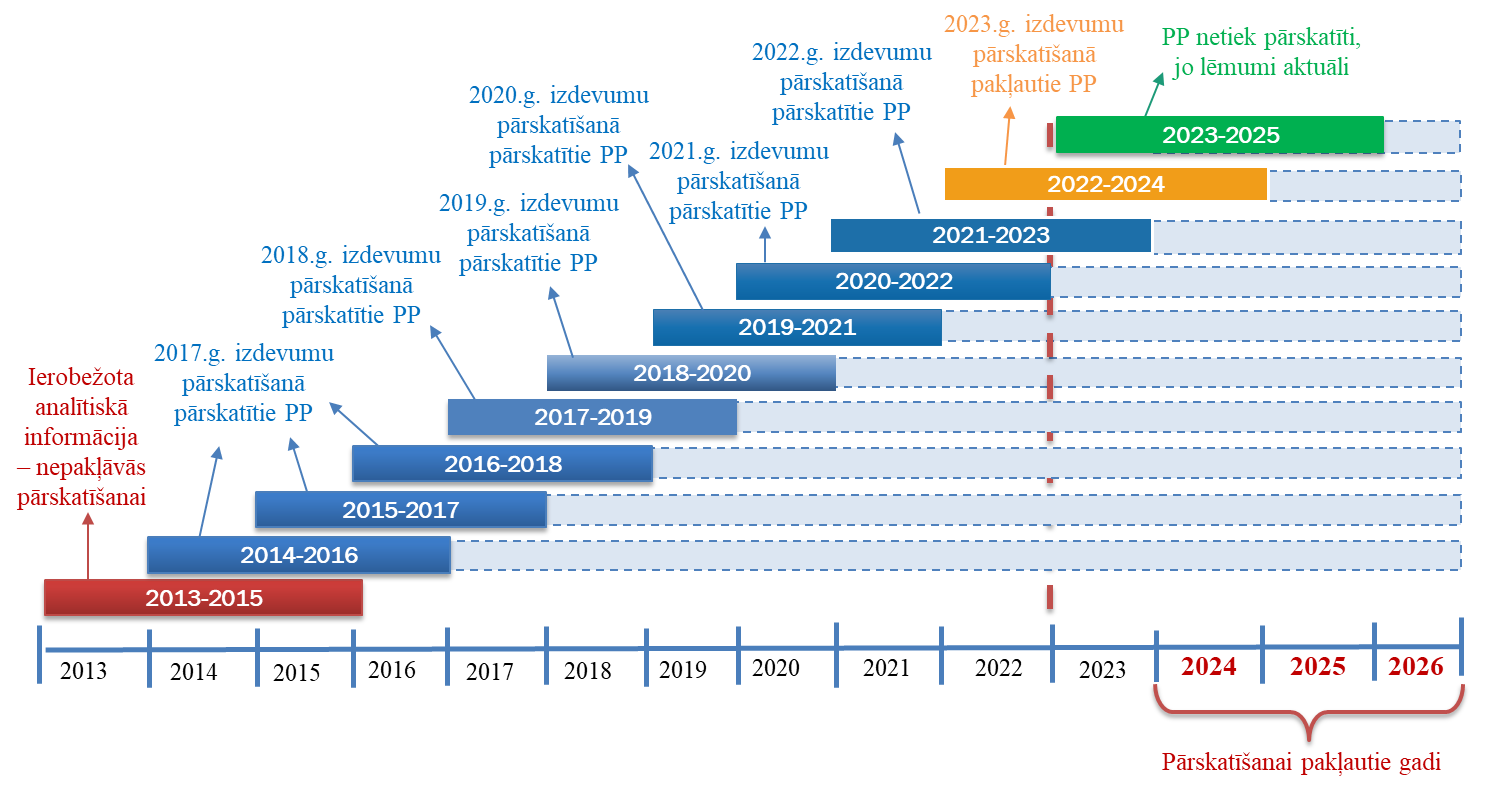 2023.g. izdevumu
pārskatīšanā
pakļautie PP
PP netiek pārskatīti,
jo lēmumi aktuāli
2022.g. izdevumu
pārskatīšanā
pārskatītie PP
2020.g. izdevumu
pārskatīšanā
pārskatītie PP
2021.g. izdevumu
pārskatīšanā
pārskatītie PP
2019.g. izdevumu
pārskatīšanā
pārskatītie PP
2018.g. izdevumu
pārskatīšanā
pārskatītie PP
2017.g. izdevumu
pārskatīšanā
pārskatītie PP
Ierobežota
analītiskā
informācija
– nepakļāvās
pārskatīšanai
2023-2025
2022-2024
2021-2023
2020-2022
2019-2021
2018-2020
2017-2019
2016-2018
2015-2017
2014-2016
2013-2015
2013 2014 2015 2016 2017 2018 2019 2020 2021 2022 2023 2024 2025 2026
Pārskatīšanai pakļautie gadi